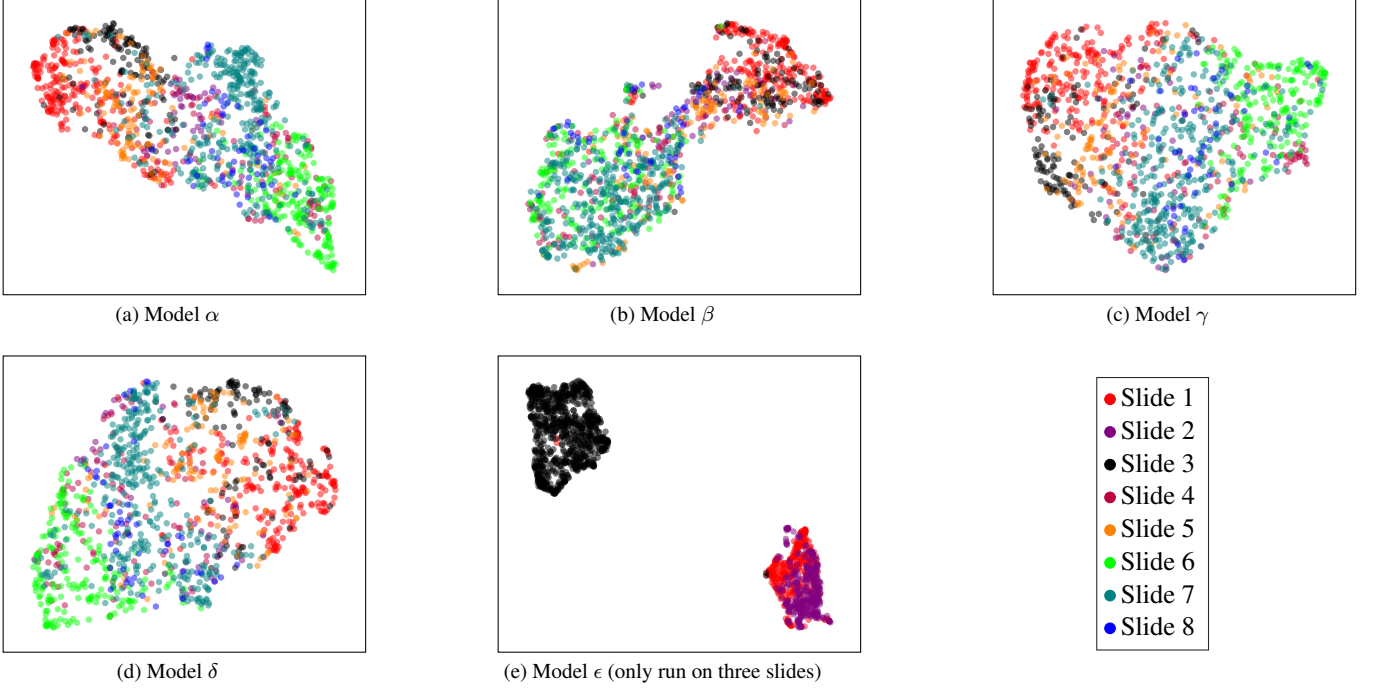 (a) Model α
(b) Model β
(c) Model γ
(d) Model δ
(e) Model ϵ (only run on three slides)
Slide 1
Slide 2
Slide 3
Slide 4
Slide 5
Slide 6
Slide 7
Slide 8